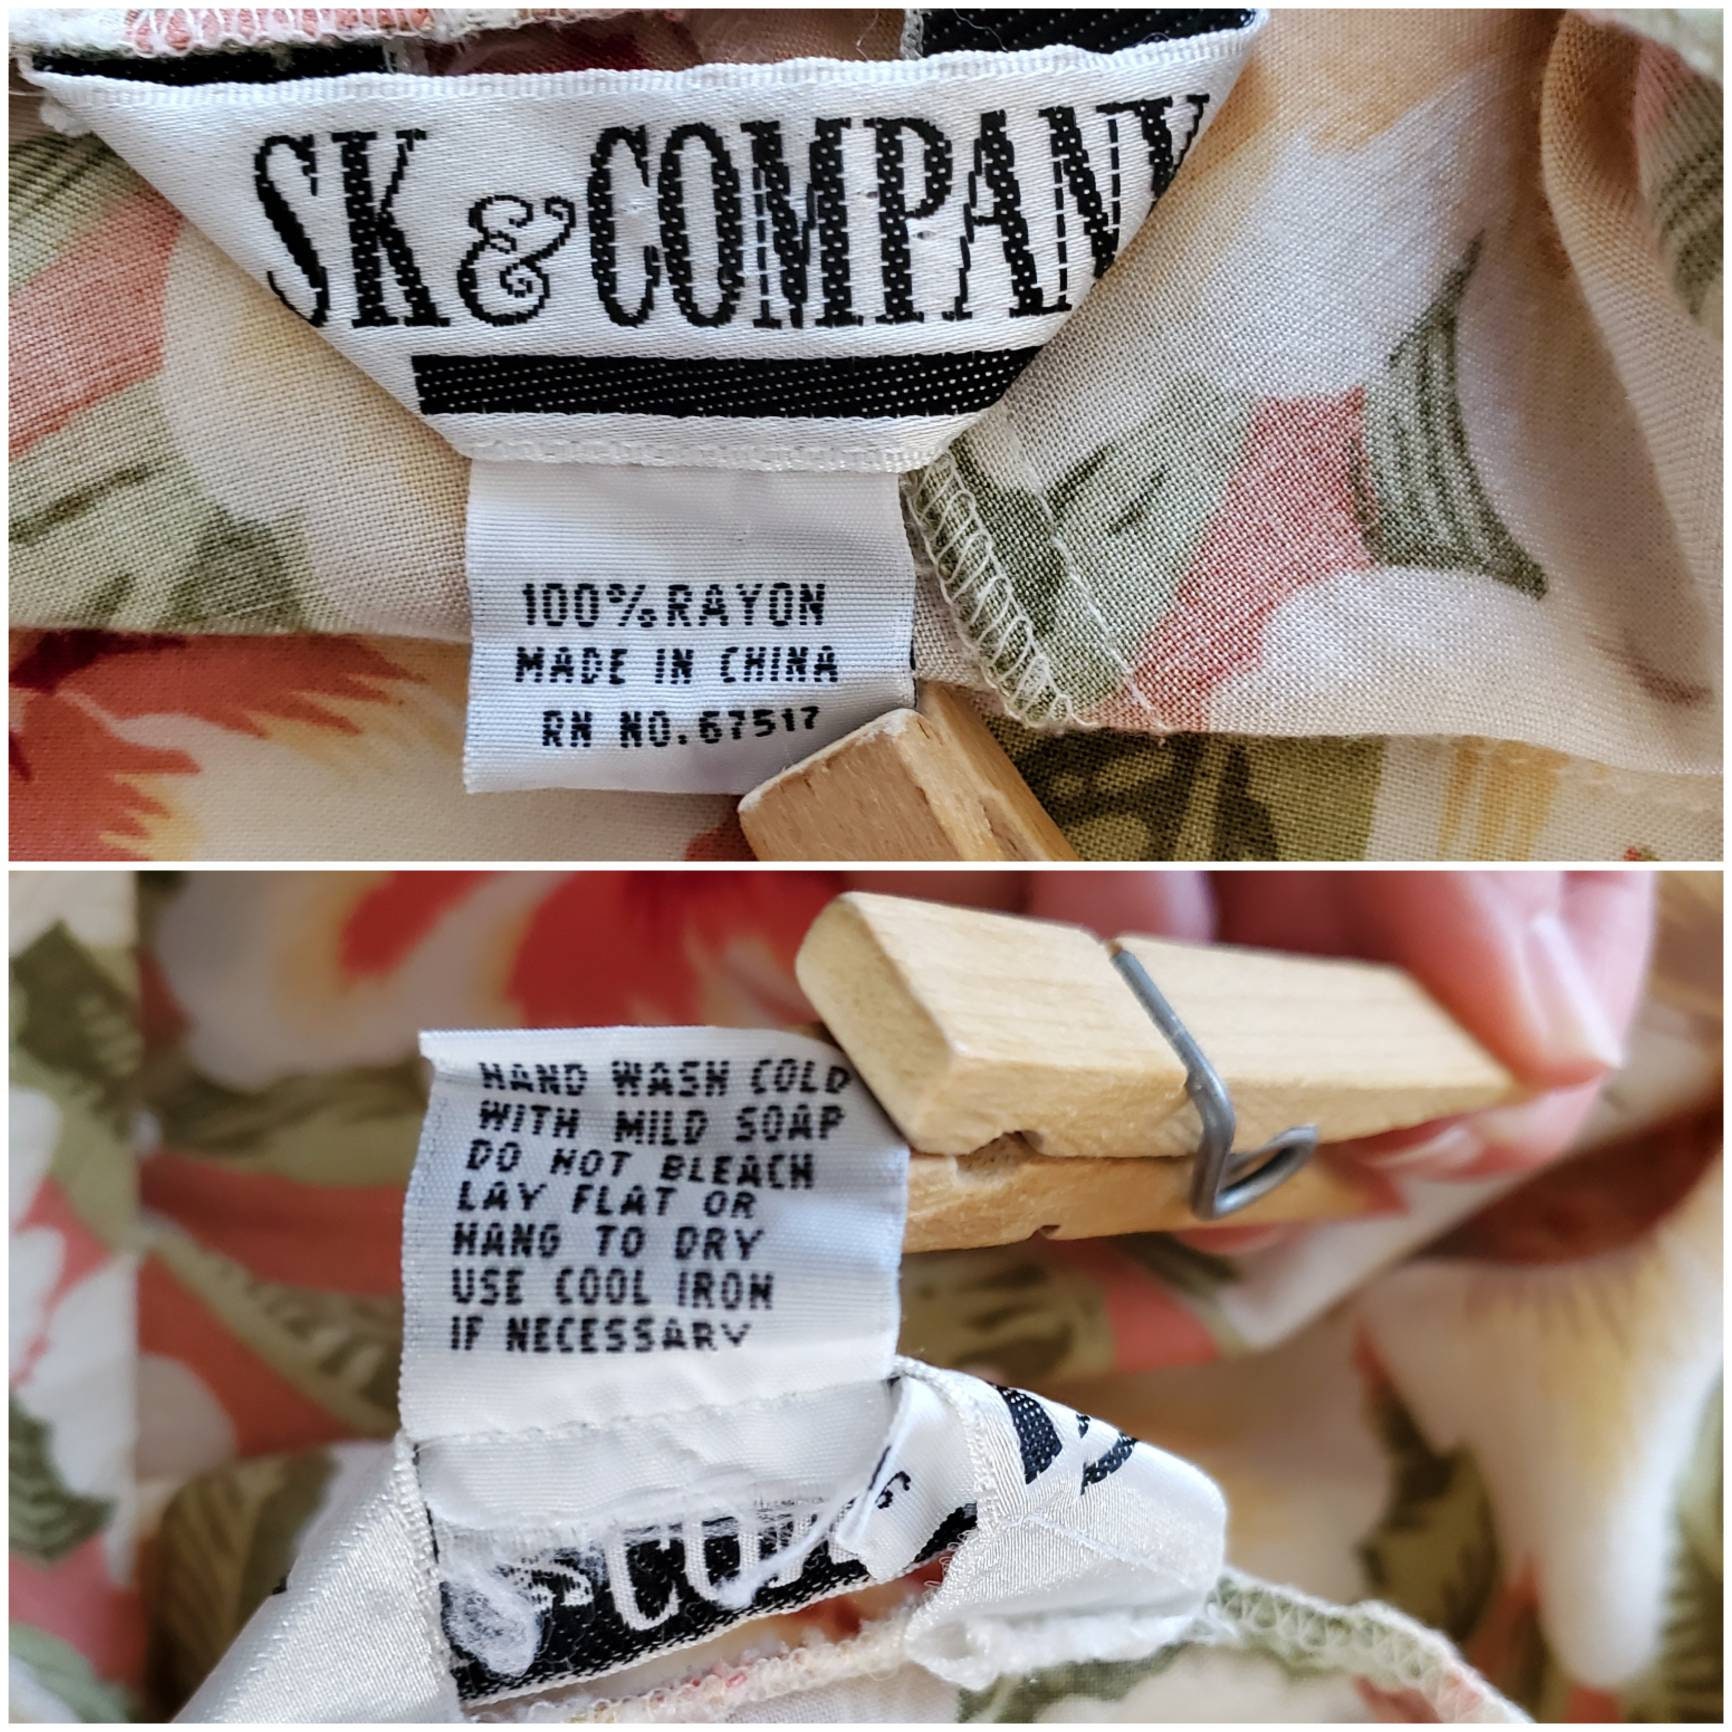 SK & COMPANY
100% RAYON
MADE IN CHINA
RN NO. 67517
HAND WASH COLD
WITH MILD SOAP
DO NOT BLEACH
LAY FLAT OR
HANG TO DRY
USE COOL IRON
IF NECESSARY